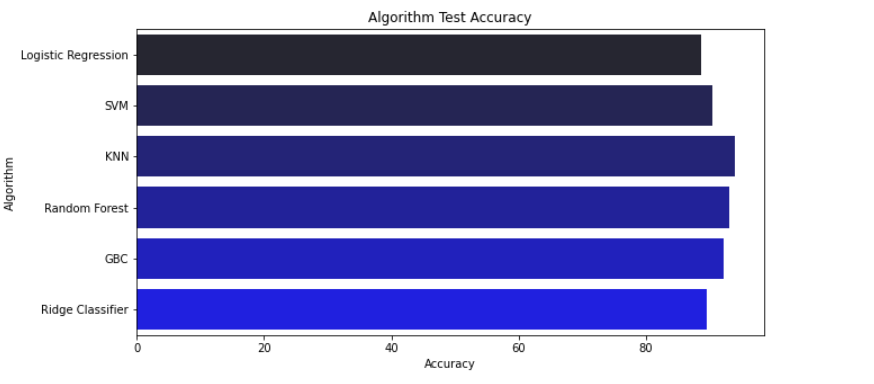 Algorithm Test Accuracy
Algorithm
Logistic Regression
SVM
KNN
Random Forest
GBC
Ridge Classifier
0 20 40 60 80
Accuracy